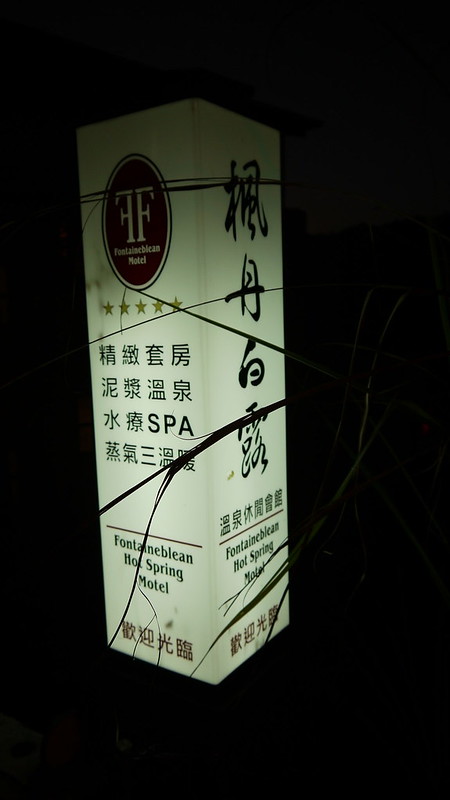 FF
Fontaineblean
Motel
精緻套房
泥漿溫泉
水療SPA
蒸氣三溫暖
Fontaineblean
Hot Spring
Motel
歡迎光臨
楓丹白露
溫泉休閒會館
Fontaineblean
Hot Spring
Motel
歡迎光臨